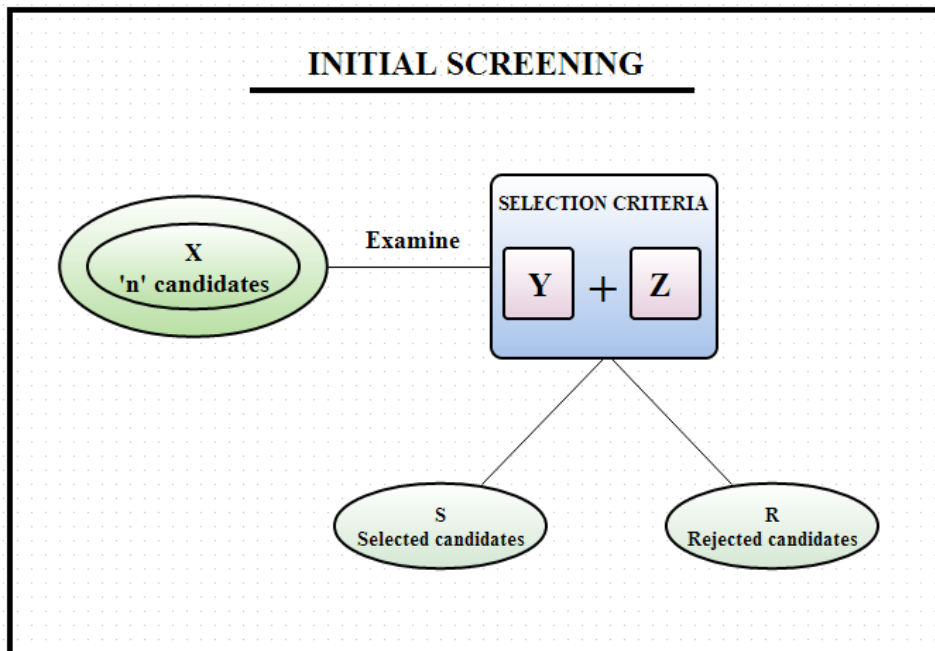 INITIAL SCREENING
X
'n' candidates
Examine
SELECTION CRITERIA
Y + Z
S
Selected candidates
R
Rejected candidates